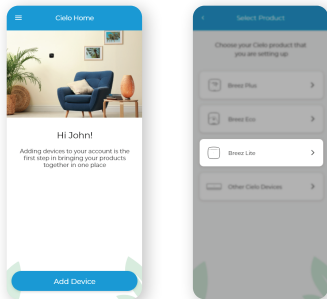 Cielo Home
Hi John!
Adding devices to your account is the
first step in bringing your products
together in one place
Add Device
Select Product
Choose your Cielo product that
you are setting up
Breez Plus
Breez Eco
Breez Lite
Other Cielo Devices